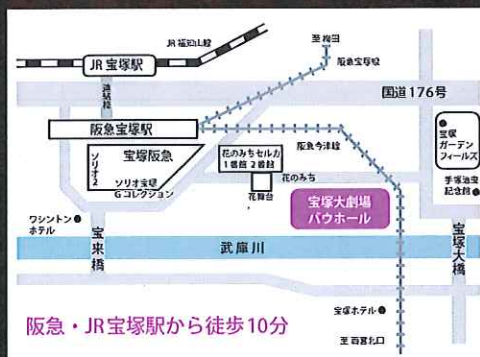 JR福知山線
至梅田
JR宝塚駅
阪急宝塚線
連絡橋
国道176号
阪急宝塚駅
阪急今津線
宝塚
ガーデン
フィールズ
宝塚阪急
花のみちセルカ
1番館 2番館
ソリオ2
ソリオ宝塚
Gコレクション
花のみち
花舞台
手塚治虫
記念館
宝塚大劇場
バウホール
ワシントン
ホテル
宝来橋
武庫川
宝塚大橋
宝塚ホテル
至西宮北口
阪急・JR宝塚駅から徒歩10分